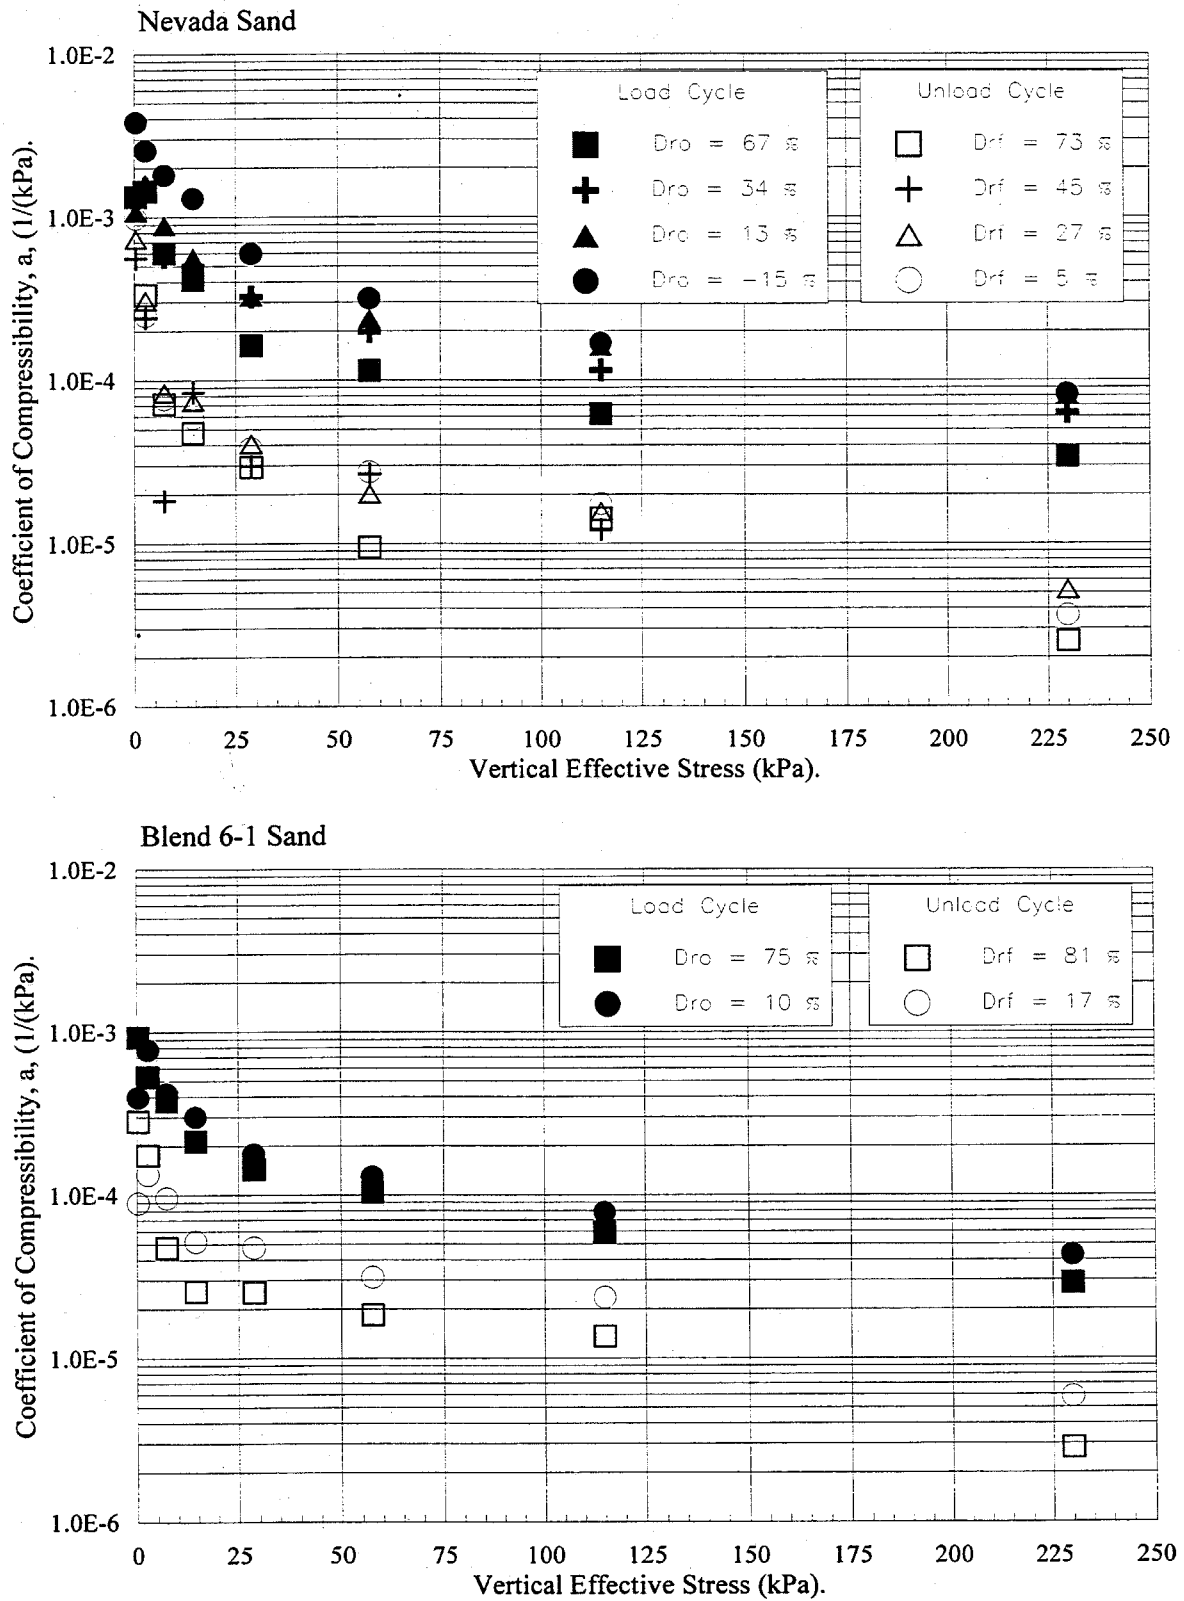 Nevada Sand
1.0E-2
1.0E-3
1.0E-4
1.0E-5
1.0E-6
Coefficient of Compressibility, a, (1/(kPa).
Load Cycle
Dro = 67 %
Dro = 34 %
Dro = 13 %
Dro = -15 %
Unload Cycle
Drf = 73 %
Drf = 45 %
Drf = 27 %
Drf = 5 %
0 25 50 75 100 125 150 175 200 225 250
Vertical Effective Stress (kPa).
Blend 6-1 Sand
1.0E-2
1.0E-3
1.0E-4
1.0E-5
1.0E-6
Coefficient of Compressibility, a, (1/(kPa).
Load Cycle
Dro = 75 %
Dro = 10 %
Unload Cycle
Drf = 81 %
Drf = 17 %
0 25 50 75 100 125 150 175 200 225 250
Vertical Effective Stress (kPa).